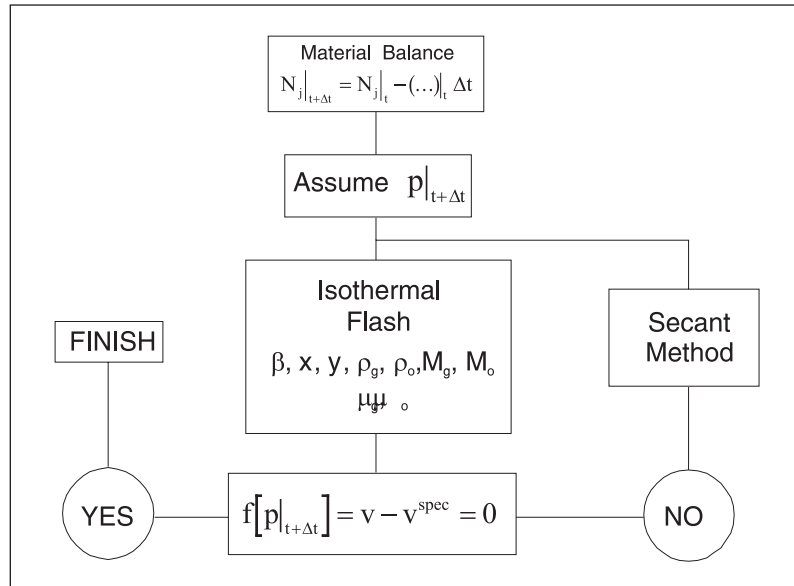 Material Balance
N_j|_{t+Δt} = N_j|_t −(...)|_t Δt
Assume p|_{t+Δt}
Isothermal
Flash
β, x, y, ρ_g, ρ_o, M_g, M_o
Secant
Method
FINISH
YES
f[p|_{t+Δt}] = v − v^{spec} = 0
NO